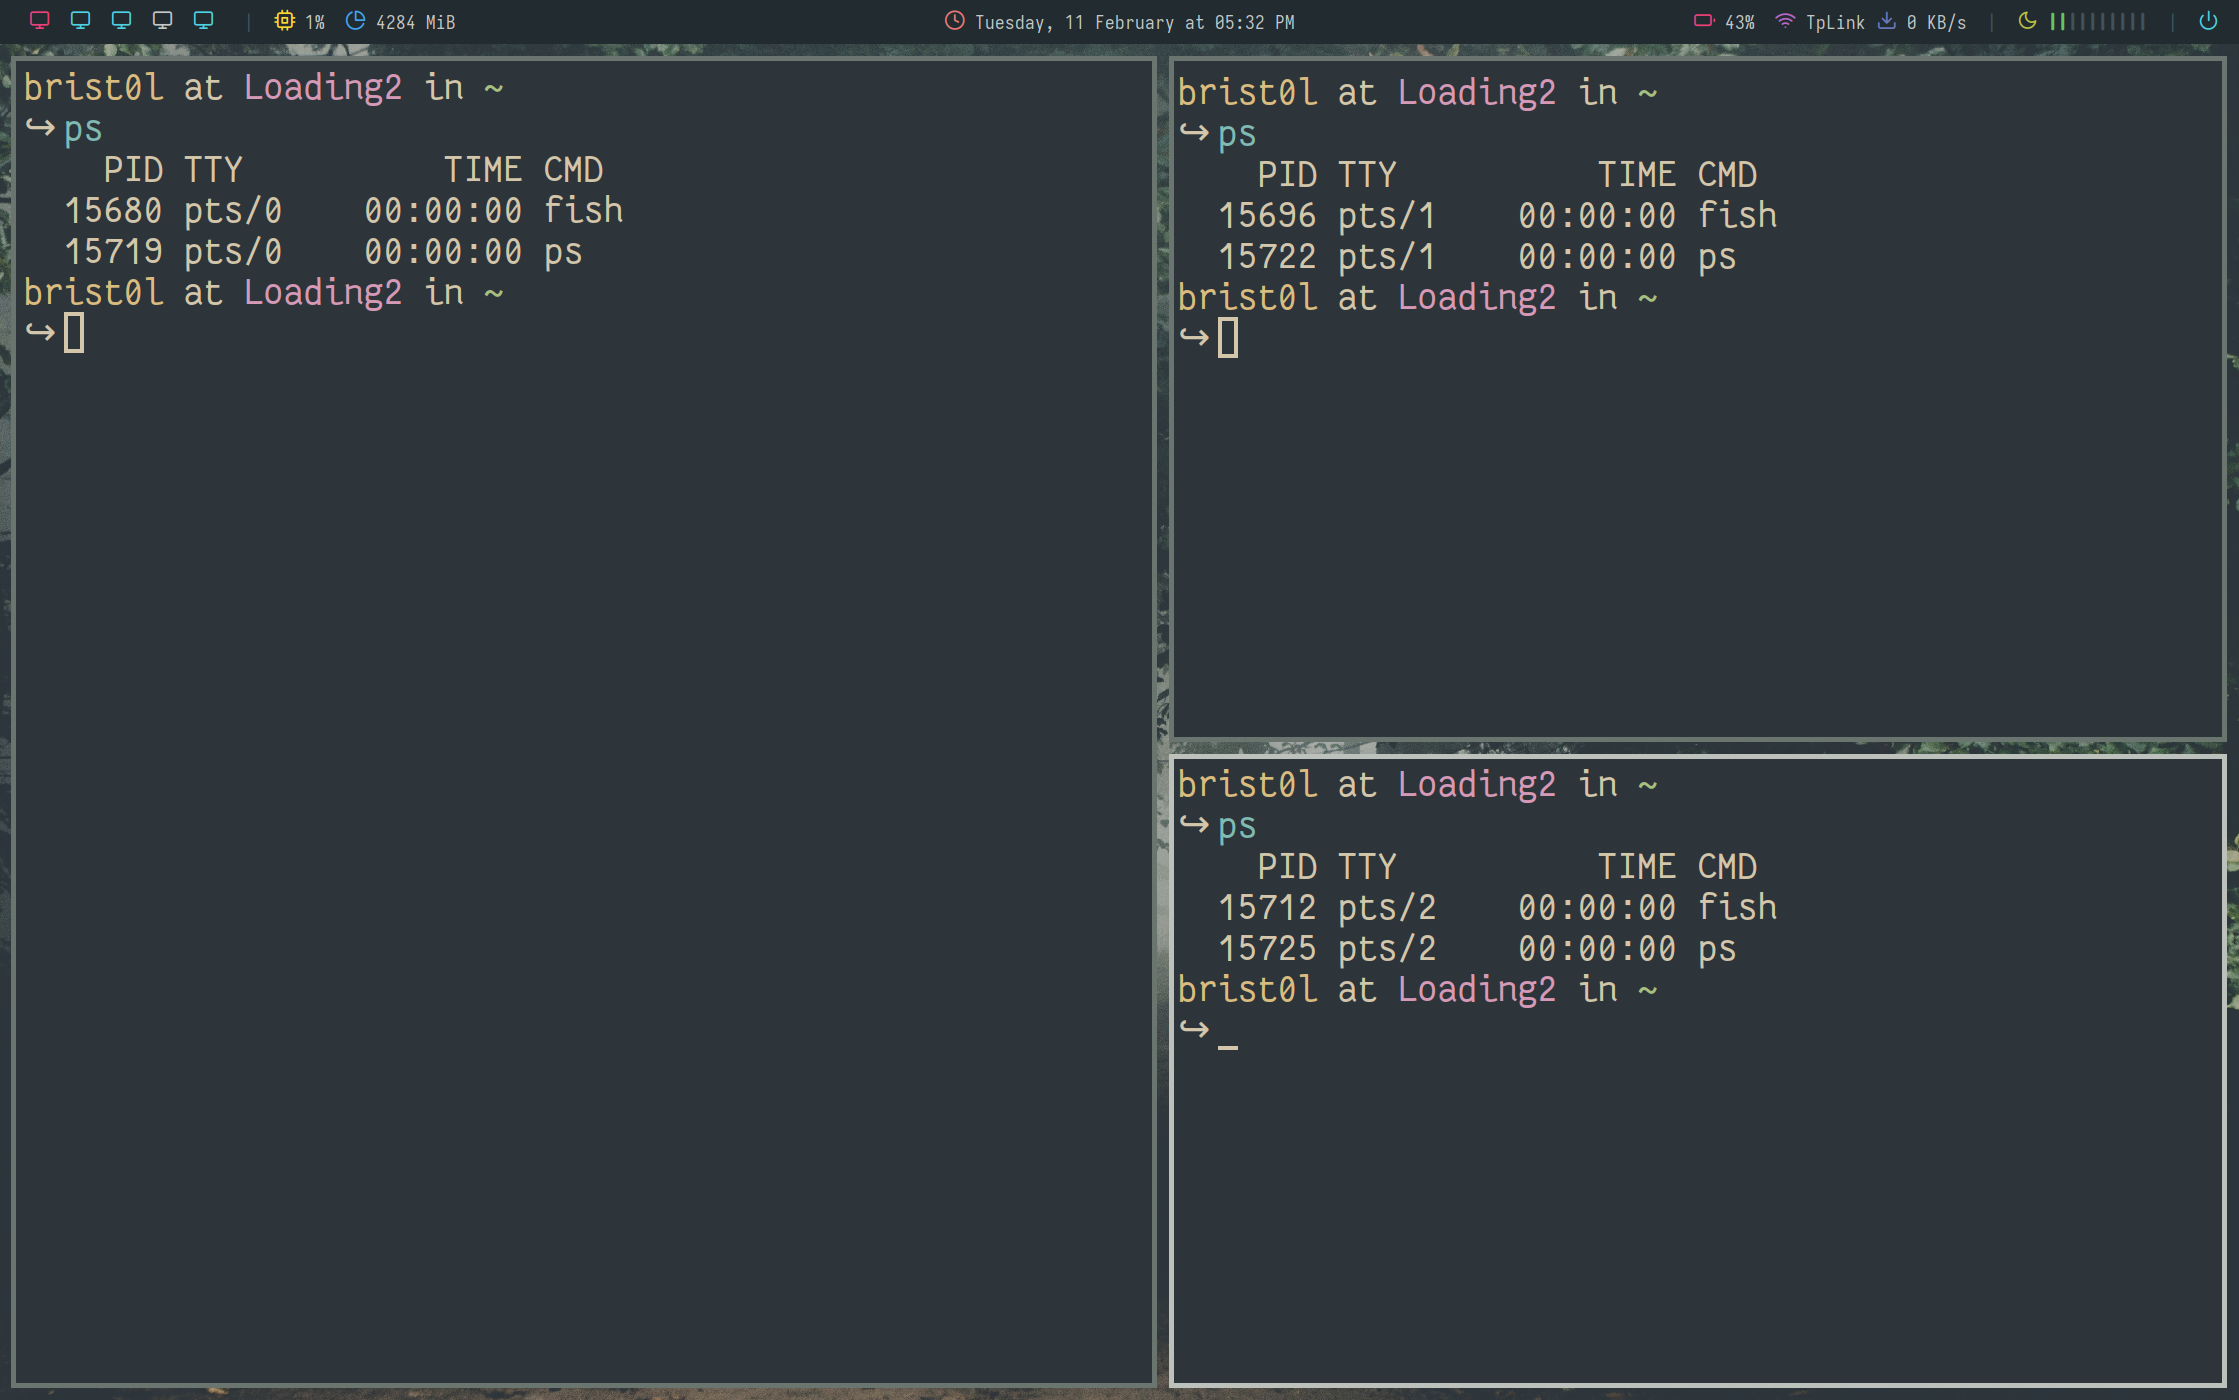 1% 4284 MiB Tuesday, 11 February at 05:32 PM 43% TpLink 0 KB/s
brist0l at Loading2 in ~
↪ ps
    PID TTY          TIME CMD
  15680 pts/0    00:00:00 fish
  15719 pts/0    00:00:00 ps
brist0l at Loading2 in ~
↪
brist0l at Loading2 in ~
↪ ps
    PID TTY          TIME CMD
  15696 pts/1    00:00:00 fish
  15722 pts/1    00:00:00 ps
brist0l at Loading2 in ~
↪
brist0l at Loading2 in ~
↪ ps
    PID TTY          TIME CMD
  15712 pts/2    00:00:00 fish
  15725 pts/2    00:00:00 ps
brist0l at Loading2 in ~
↪ _